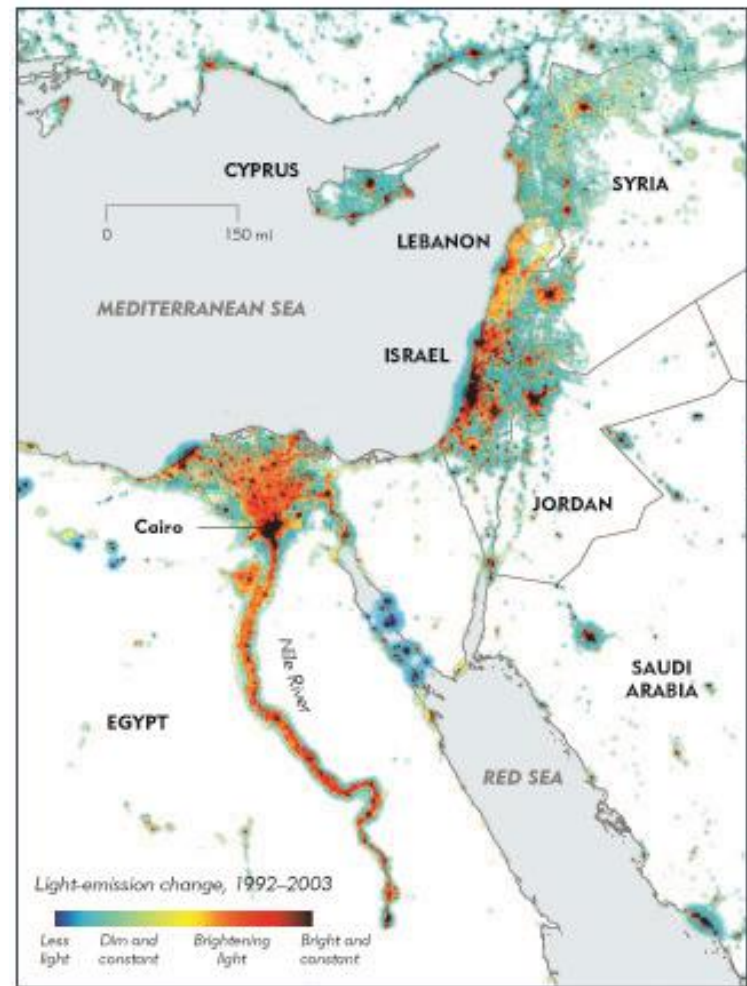 CYPRUS
SYRIA
0 150 mi
LEBANON
MEDITERRANEAN SEA
ISRAEL
Cairo
JORDAN
Nile River
SAUDI
ARABIA
EGYPT
RED SEA
Light-emission change, 1992–2003
Less
light
Dim and
constant
Brightening
light
Bright and
constant